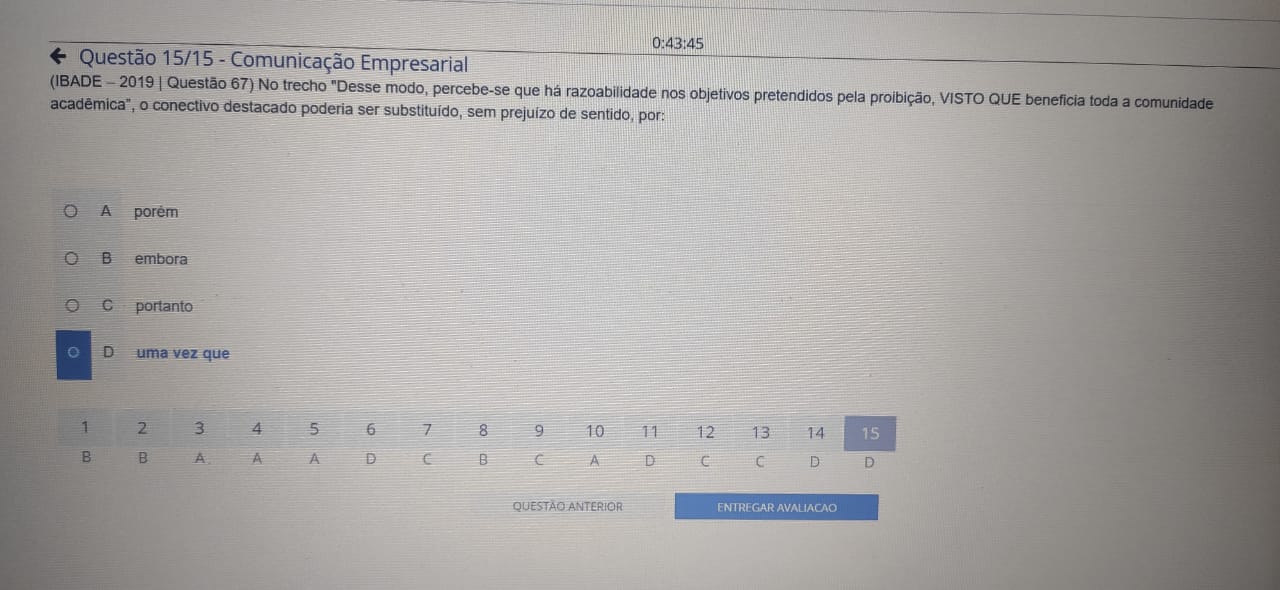 0:43:45
← Questão 15/15 - Comunicação Empresarial
(IBADE – 2019 | Questão 67) No trecho "Desse modo, percebe-se que há razoabilidade nos objetivos pretendidos pela proibição, VISTO QUE beneficia toda a comunidade
acadêmica", o conectivo destacado poderia ser substituído, sem prejuízo de sentido, por:
A porém
B embora
C portanto
D uma vez que
1 2 3 4 5 6 7 8 9 10 11 12 13 14 15
B B A A A D C B C A D C C D D
QUESTÃO ANTERIOR ENTREGAR AVALIACAO